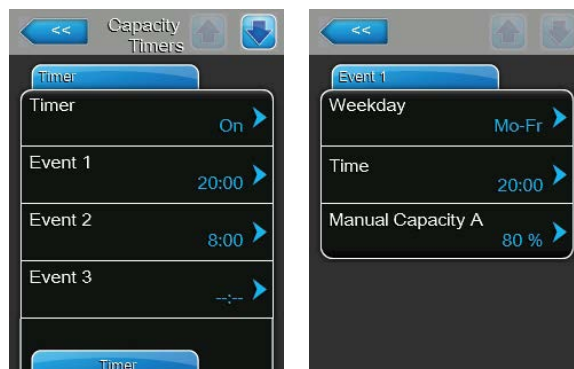 <<
Capacity
Timers
Timer
Timer
On
Event 1
20:00
Event 2
8:00
Event 3
--:--
Timer
<<
Event 1
Weekday
Mo-Fr
Time
20:00
Manual Capacity A
80 %